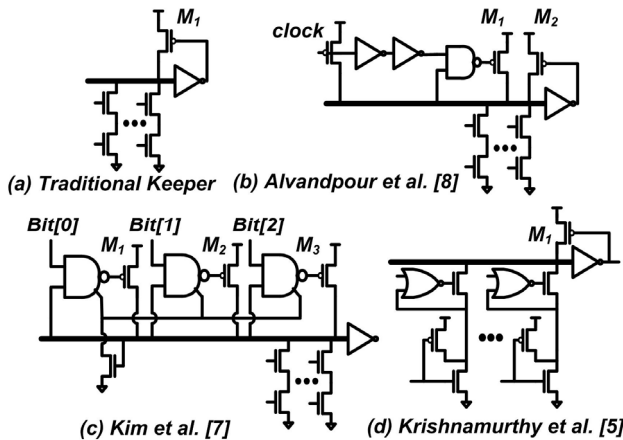 M1
(a) Traditional Keeper
clock
M1
M2
(b) Alvandpour et al. [8]
Bit[0]
M1
Bit[1]
M2
Bit[2]
M3
(c) Kim et al. [7]
M1
(d) Krishnamurthy et al. [5]